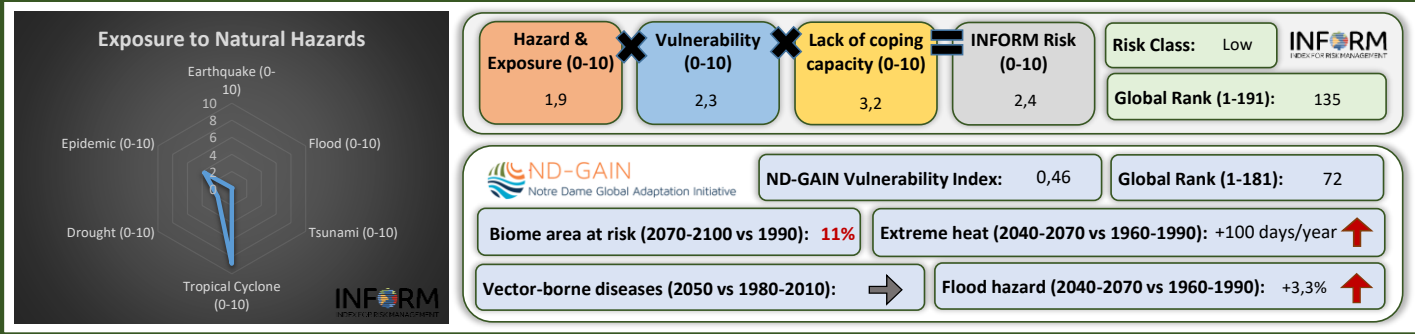 Exposure to Natural Hazards
Earthquake (0-
10)
10
8
6
4
2
0
Epidemic (0-10)
Flood (0-10)
Drought (0-10)
Tsunami (0-10)
Tropical Cyclone
(0-10)
INFORM
INDEX FOR RISK MANAGEMENT
Hazard &
Exposure (0-10)
1,9
Vulnerability
(0-10)
2,3
Lack of coping
capacity (0-10)
3,2
INFORM Risk
(0-10)
2,4
Risk Class: Low
INFORM
INDEX FOR RISK MANAGEMENT
Global Rank (1-191): 135
ND-GAIN
Notre Dame Global Adaptation Initiative
ND-GAIN Vulnerability Index: 0,46
Global Rank (1-181): 72
Biome area at risk (2070-2100 vs 1990): 11%
Extreme heat (2040-2070 vs 1960-1990): +100 days/year
Vector-borne diseases (2050 vs 1980-2010):
Flood hazard (2040-2070 vs 1960-1990): +3,3%